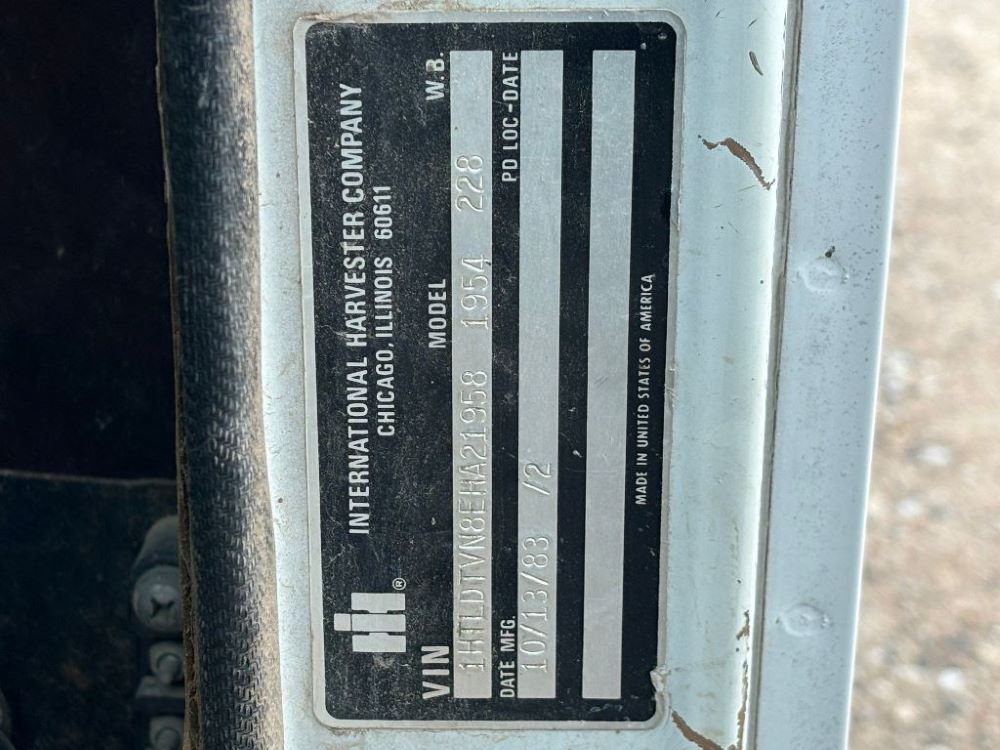 IH®
INTERNATIONAL HARVESTER COMPANY
CHICAGO, ILLINOIS 60611
VIN MODEL W.B.
1HTLDTVN8EHA21958 1954 228
DATE MFG. PD LOC.-DATE
10/13/83 /2
MADE IN UNITED STATES OF AMERICA